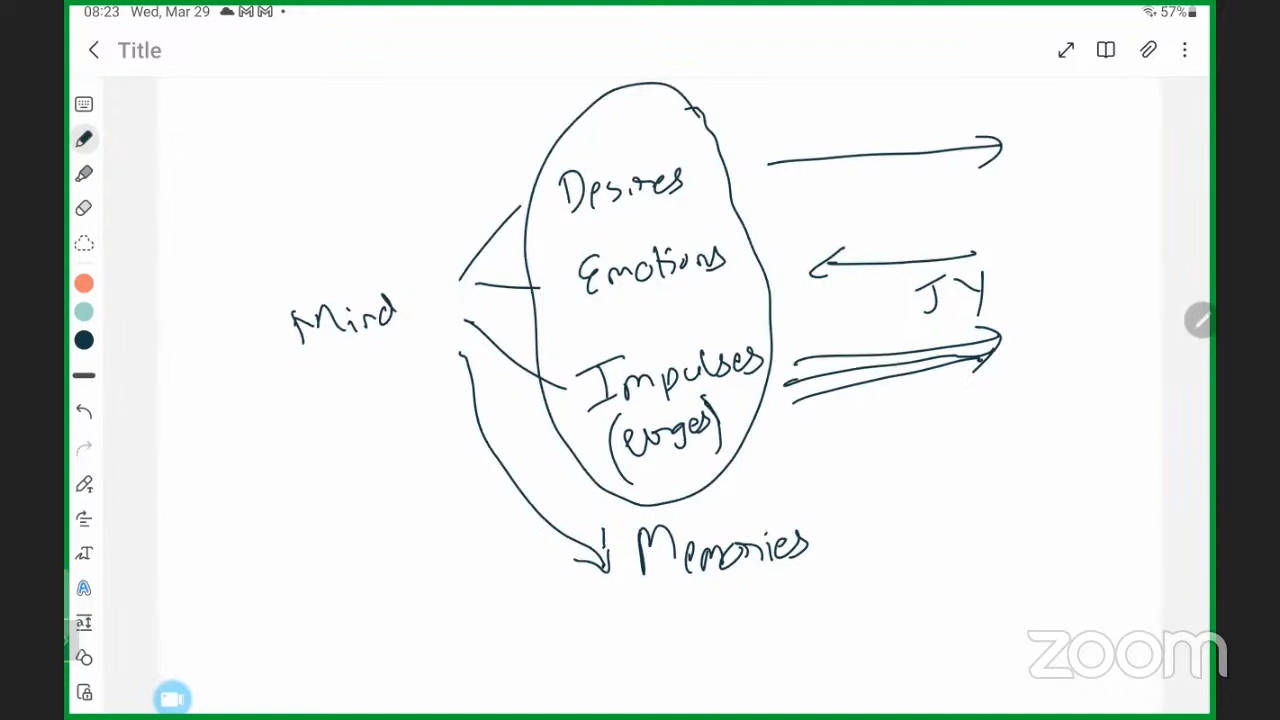 08:23 Wed, Mar 29
57%
Title
Desires
Emotions
Mind
JY
Impulses
(urges)
Memories
zoom